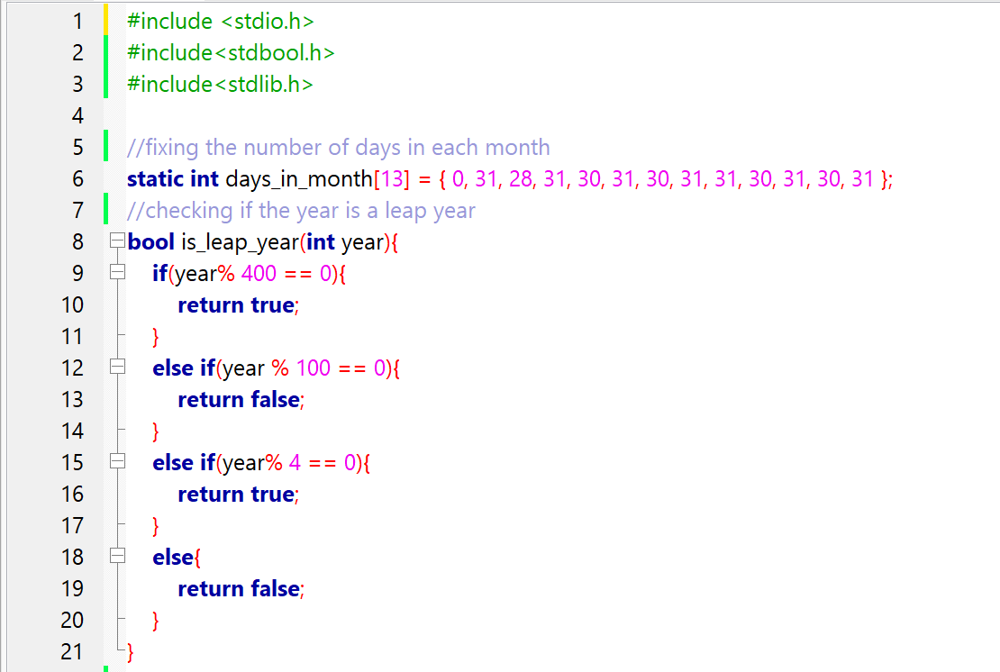 1 #include <stdio.h>
2 #include<stdbool.h>
3 #include<stdlib.h>
4
5 //fixing the number of days in each month
6 static int days_in_month[13] = { 0, 31, 28, 31, 30, 31, 30, 31, 31, 30, 31, 30, 31 };
7 //checking if the year is a leap year
8 bool is_leap_year(int year){
9 if(year% 400 == 0){
10 return true;
11 }
12 else if(year % 100 == 0){
13 return false;
14 }
15 else if(year% 4 == 0){
16 return true;
17 }
18 else{
19 return false;
20 }
21 }